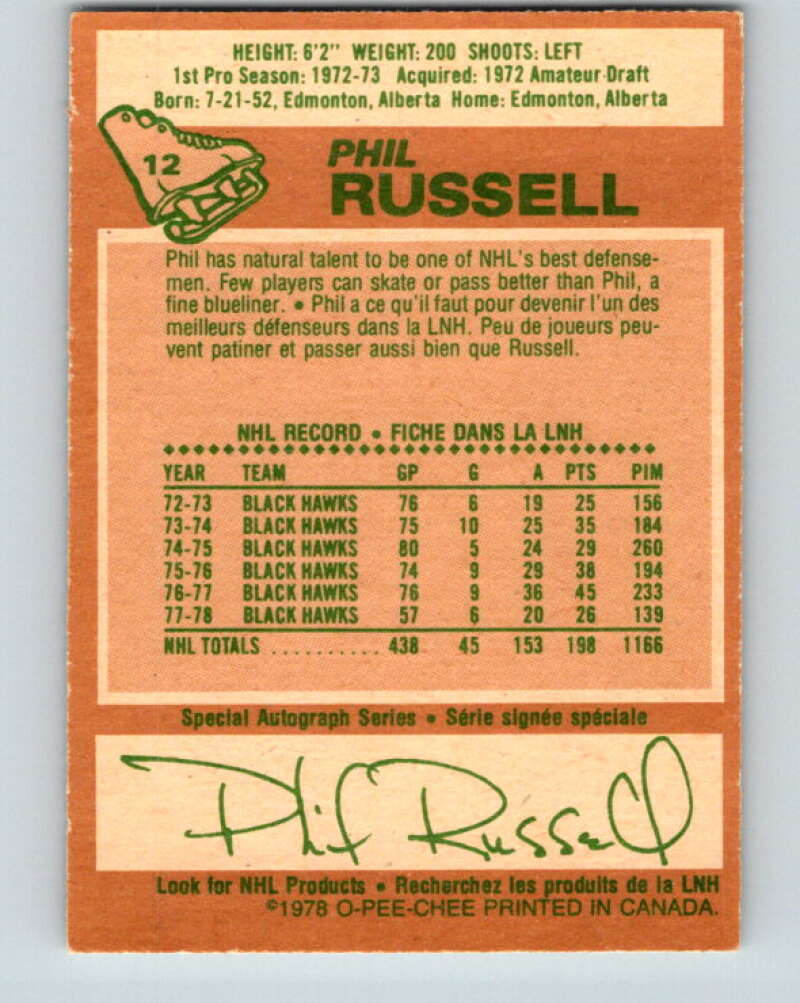 HEIGHT: 6'2" WEIGHT: 200 SHOOTS: LEFT
1st Pro Season: 1972-73 Acquired: 1972 Amateur Draft
Born: 7-21-52, Edmonton, Alberta Home: Edmonton, Alberta
12
PHIL
RUSSELL
Phil has natural talent to be one of NHL's best defense-
men. Few players can skate or pass better than Phil, a
fine blueliner. • Phil a ce qu'il faut pour devenir l'un des
meilleurs défenseurs dans la LNH. Peu de joueurs peu-
vent patiner et passer aussi bien que Russell.
NHL RECORD • FICHE DANS LA LNH
YEAR TEAM GP G A PTS PIM
72-73 BLACK HAWKS 76 6 19 25 156
73-74 BLACK HAWKS 75 10 25 35 184
74-75 BLACK HAWKS 80 5 24 29 260
75-76 BLACK HAWKS 74 9 29 38 194
76-77 BLACK HAWKS 76 9 36 45 233
77-78 BLACK HAWKS 57 6 20 26 139
NHL TOTALS .......... 438 45 153 198 1166
Special Autograph Series • Série signée spéciale
Phil Russell
Look for NHL Products • Recherchez les produits de la LNH
©1978 O-PEE-CHEE PRINTED IN CANADA.